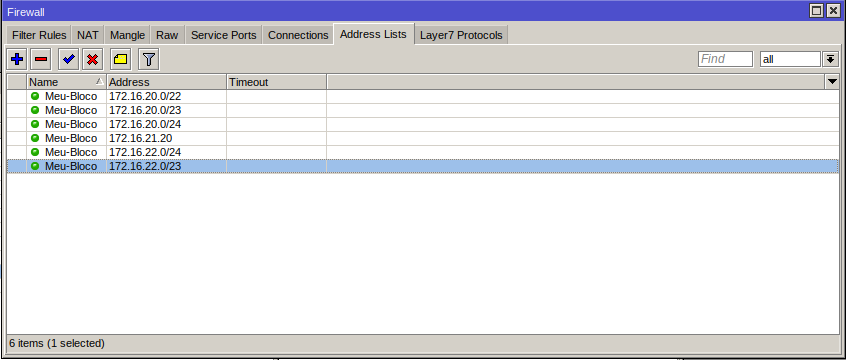 Firewall
Filter Rules NAT Mangle Raw Service Ports Connections Address Lists Layer7 Protocols
Find all
Name Address Timeout
Meu-Bloco 172.16.20.0/22
Meu-Bloco 172.16.20.0/23
Meu-Bloco 172.16.20.0/24
Meu-Bloco 172.16.21.20
Meu-Bloco 172.16.22.0/24
Meu-Bloco 172.16.22.0/23
6 items (1 selected)